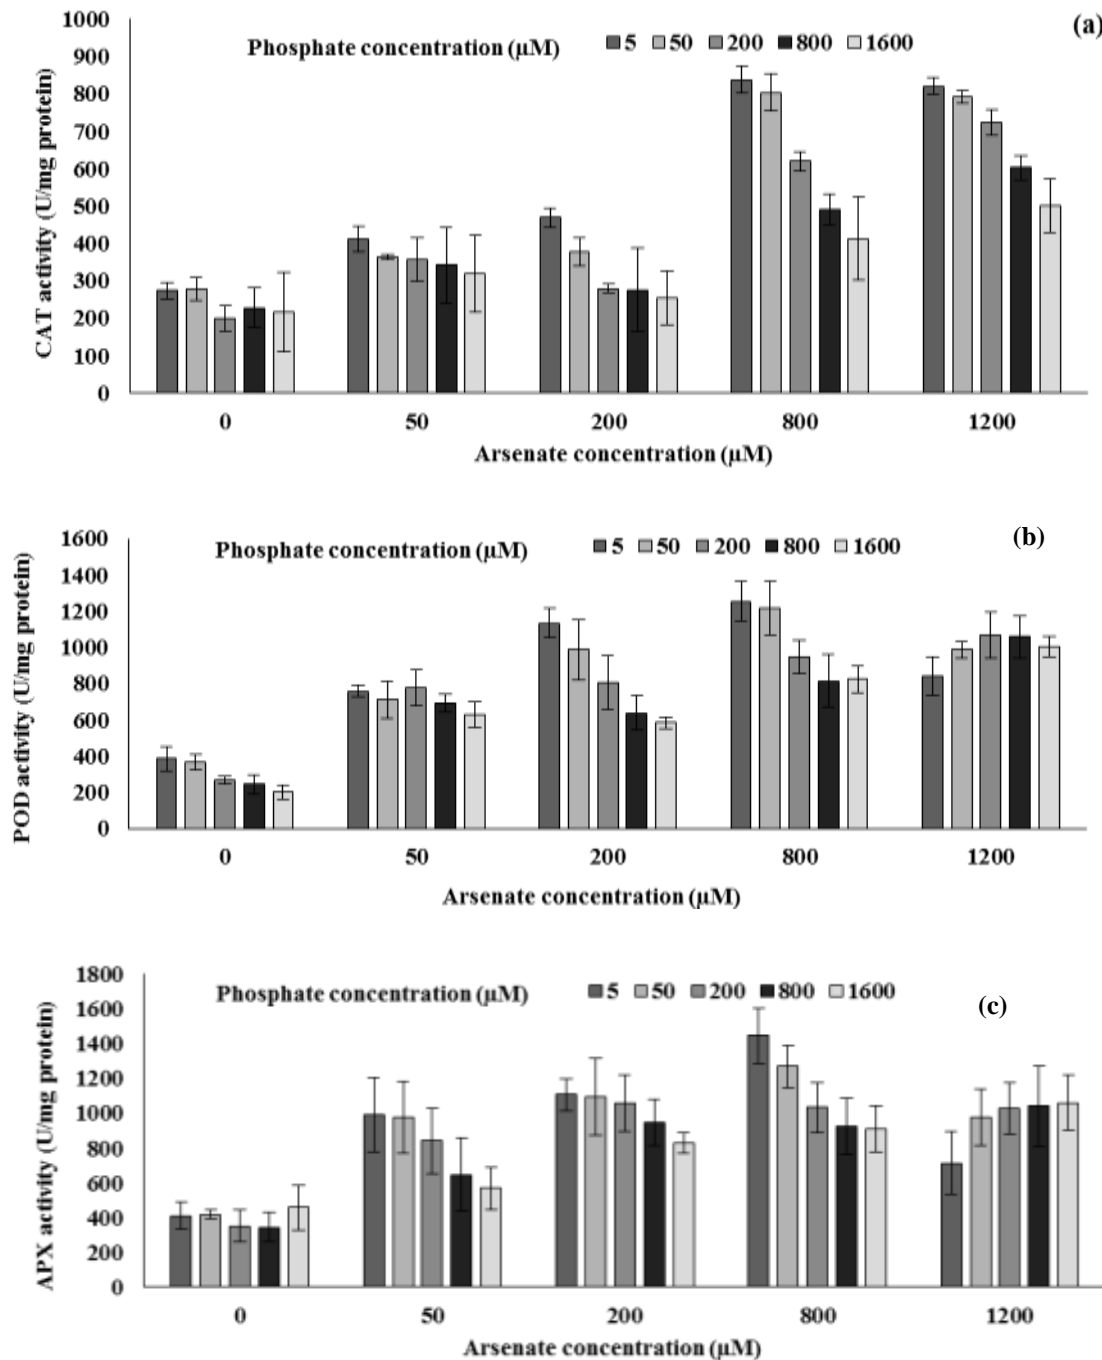 1000
(a)
Phosphate concentration (μM) 5 50 200 800 1600
900
800
700
600
500
400
300
200
100
0
CAT activity (U/mg protein)
0 50 200 800 1200
Arsenate concentration (μM)
1600
(b)
Phosphate concentration (μM) 5 50 200 800 1600
1400
1200
1000
800
600
400
200
0
POD activity (U/mg protein)
0 50 200 800 1200
Arsenate concentration (μM)
1800
Phosphate concentration (μM) 5 50 200 800 1600
(c)
1600
1400
1200
1000
800
600
400
200
0
APX activity (U/mg protein)
0 50 200 800 1200
Arsenate concentration (μM)